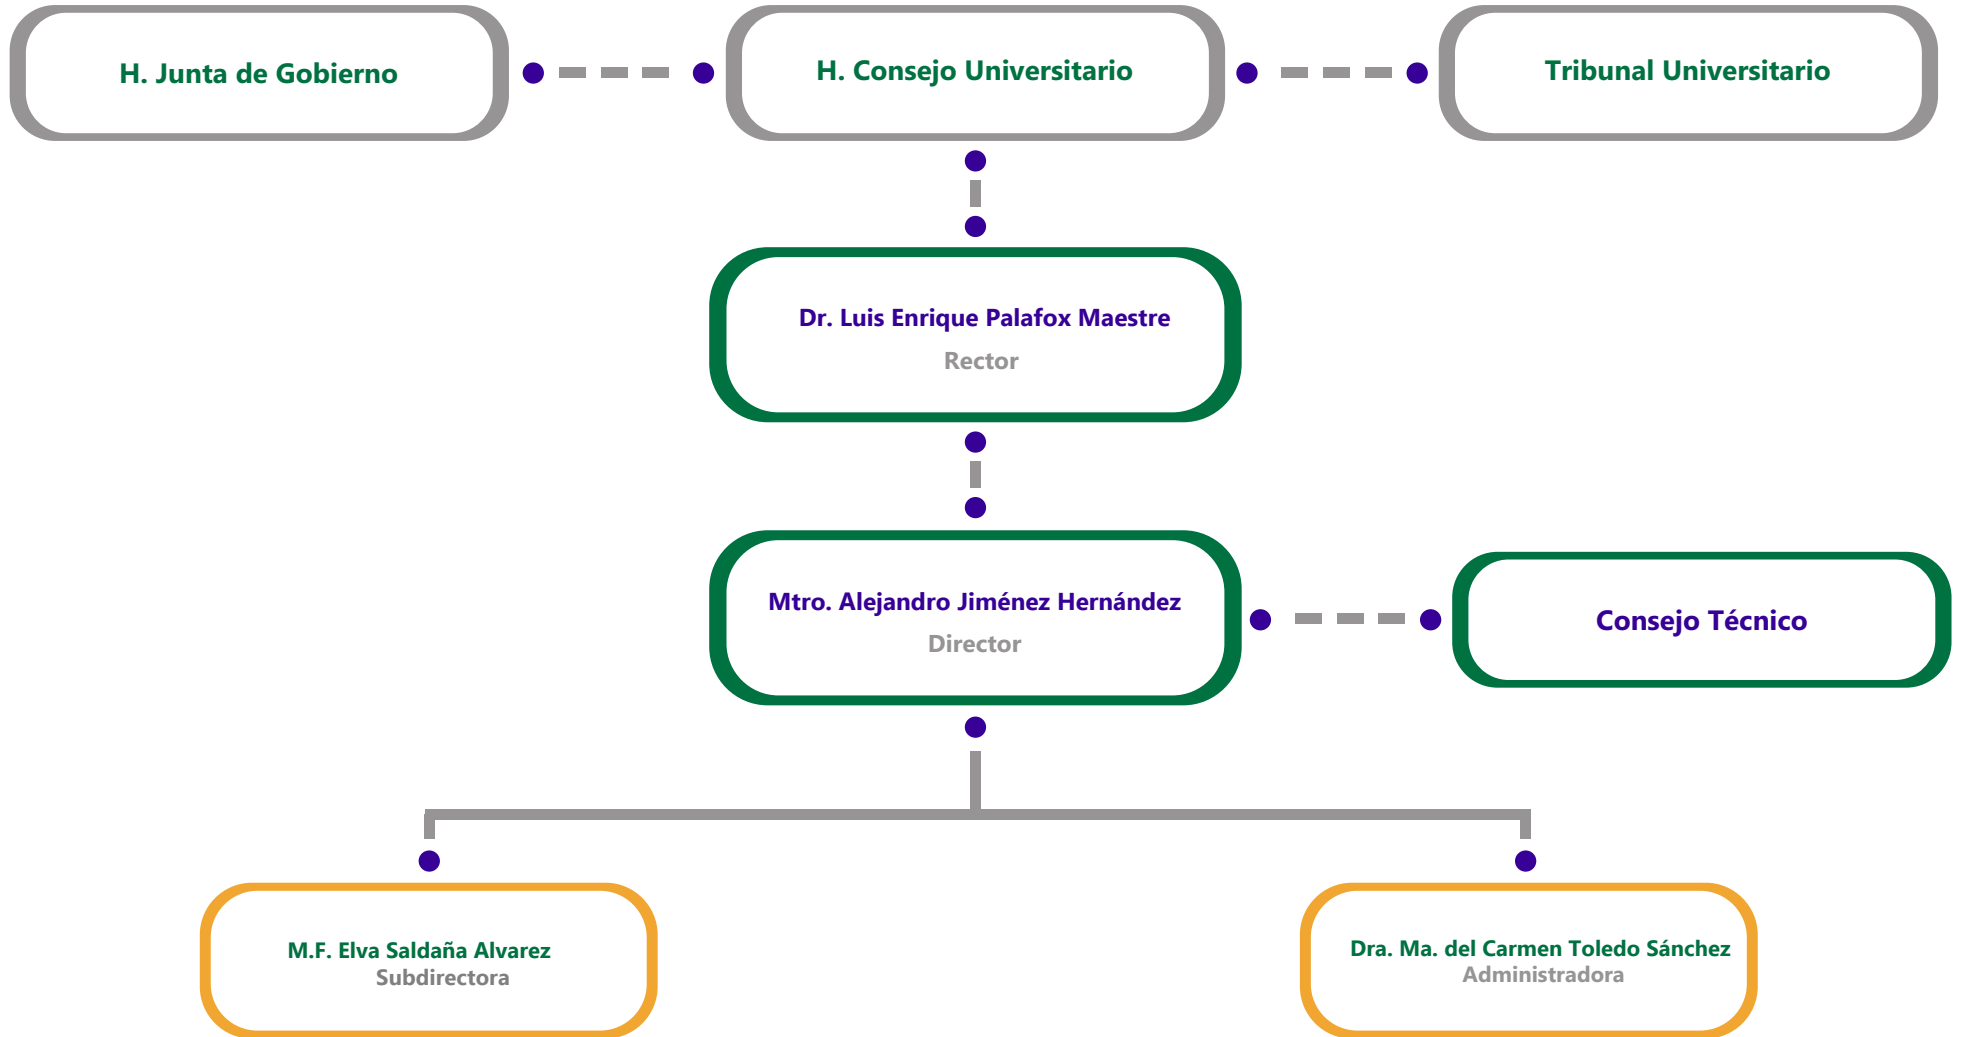 H. Junta de Gobierno
H. Consejo Universitario
Tribunal Universitario
Dr. Luis Enrique Palafox Maestre
Rector
Mtro. Alejandro Jiménez Hernández
Director
Consejo Técnico
M.F. Elva Saldaña Alvarez
Subdirectora
Dra. Ma. del Carmen Toledo Sánchez
Administradora